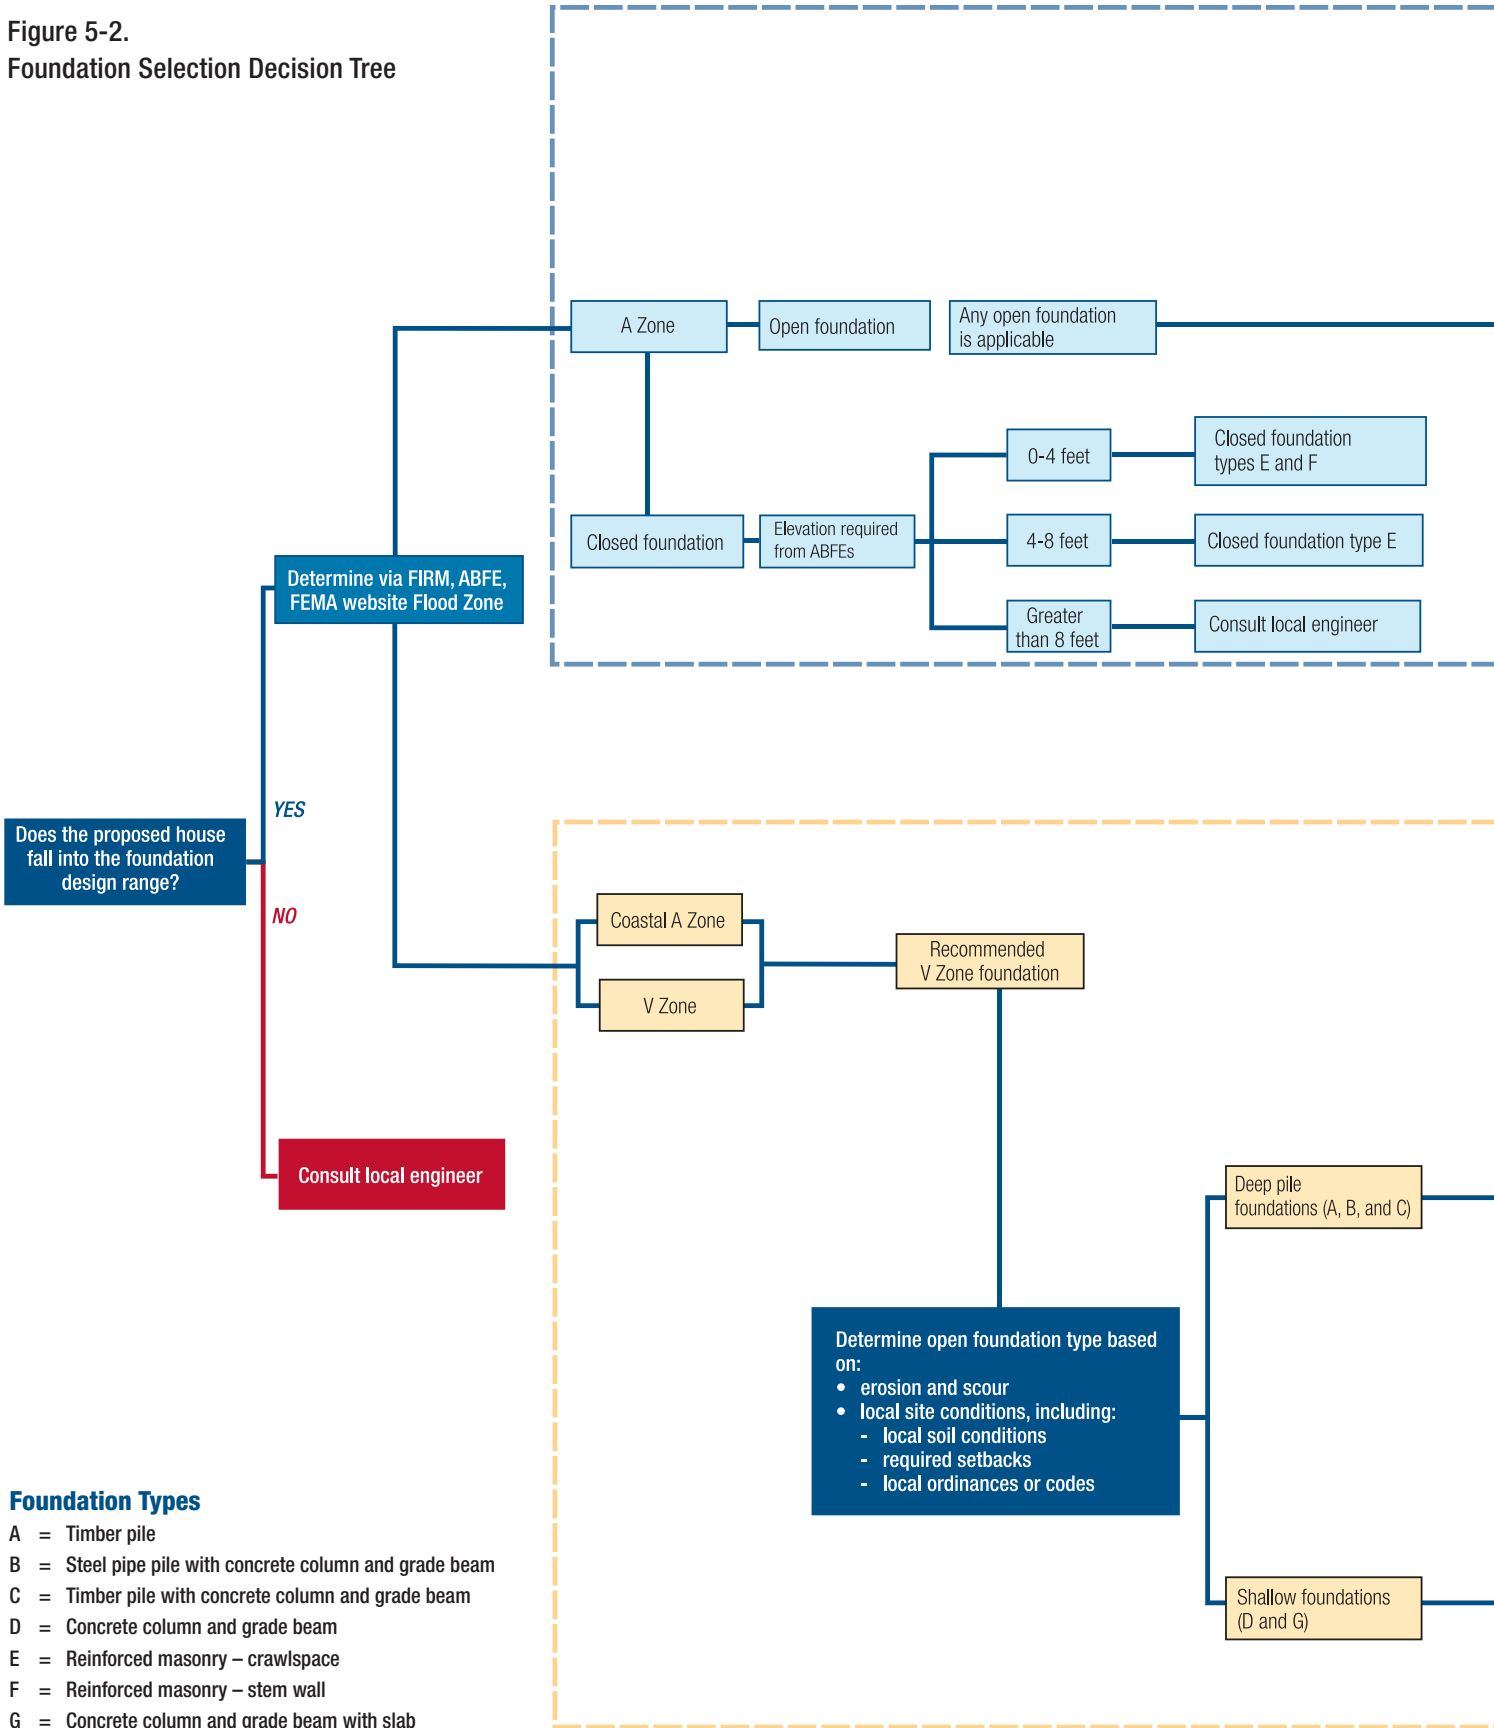 Figure 5-2.
Foundation Selection Decision Tree
A Zone
Open foundation
Any open foundation
is applicable
0-4 feet
Closed foundation
types E and F
Closed foundation
Elevation required
from ABFEs
4-8 feet
Closed foundation type E
Greater
than 8 feet
Consult local engineer
Determine via FIRM, ABFE,
FEMA website Flood Zone
YES
Does the proposed house
fall into the foundation
design range?
NO
Consult local engineer
Coastal A Zone
V Zone
Recommended
V Zone foundation
Deep pile
foundations (A, B, and C)
Determine open foundation type based
on:
• erosion and scour
• local site conditions, including:
- local soil conditions
- required setbacks
- local ordinances or codes
Shallow foundations
(D and G)
Foundation Types
A = Timber pile
B = Steel pipe pile with concrete column and grade beam
C = Timber pile with concrete column and grade beam
D = Concrete column and grade beam
E = Reinforced masonry – crawlspace
F = Reinforced masonry – stem wall
G = Concrete column and grade beam with slab